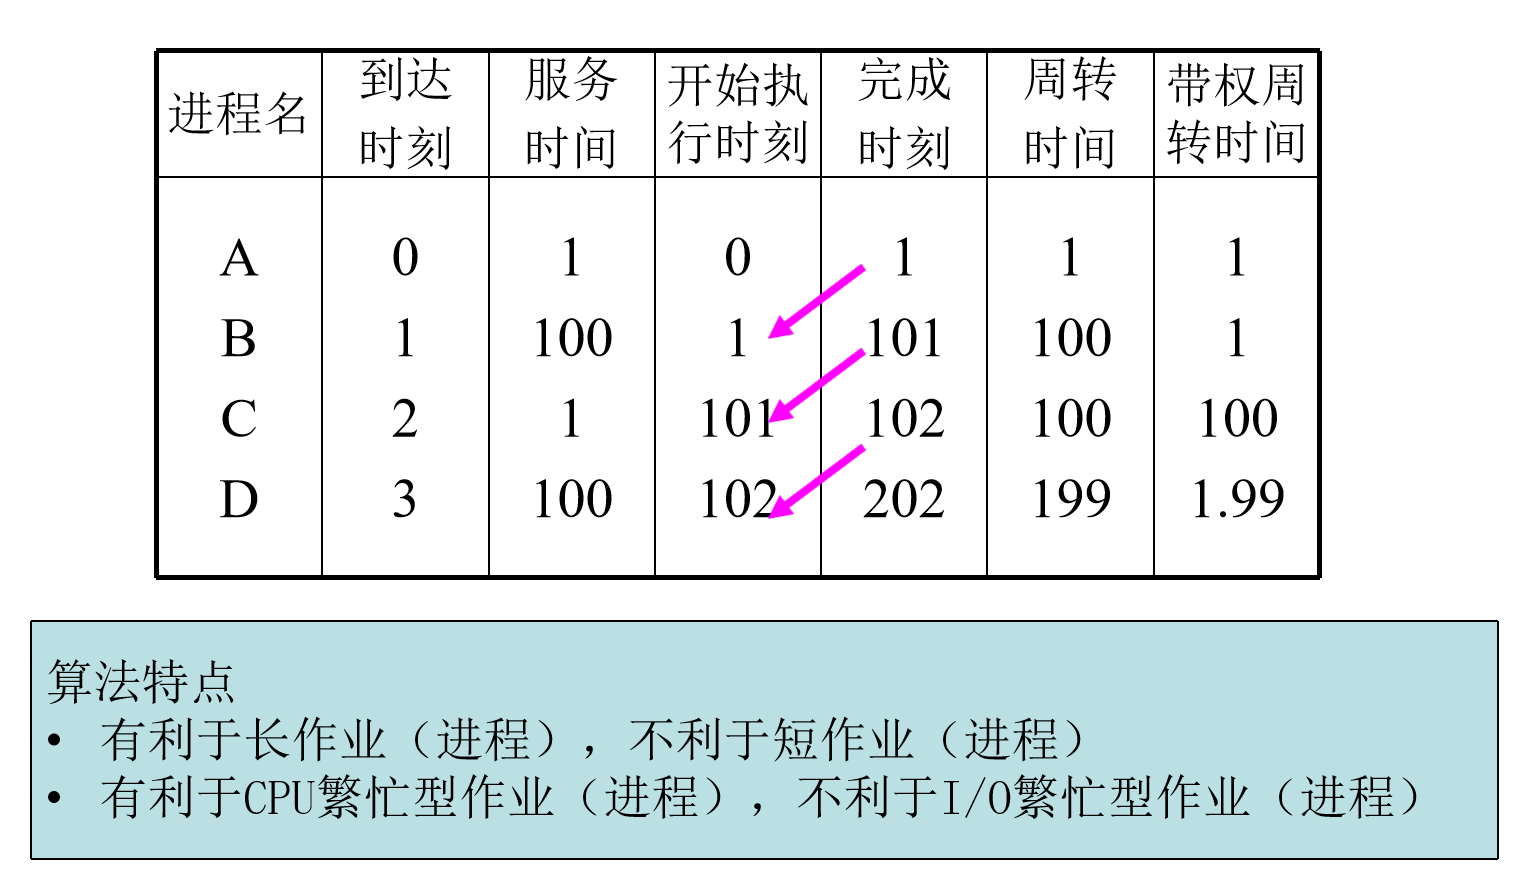 进程名 到达时刻 服务时间 开始执行时刻 完成时刻 周转时间 带权周转时间
A 0 1 0 1 1 1
B 1 100 1 101 100 1
C 2 1 101 102 100 100
D 3 100 102 202 199 1.99
算法特点
• 有利于长作业（进程），不利于短作业（进程）
• 有利于CPU繁忙型作业（进程），不利于I/O繁忙型作业（进程）